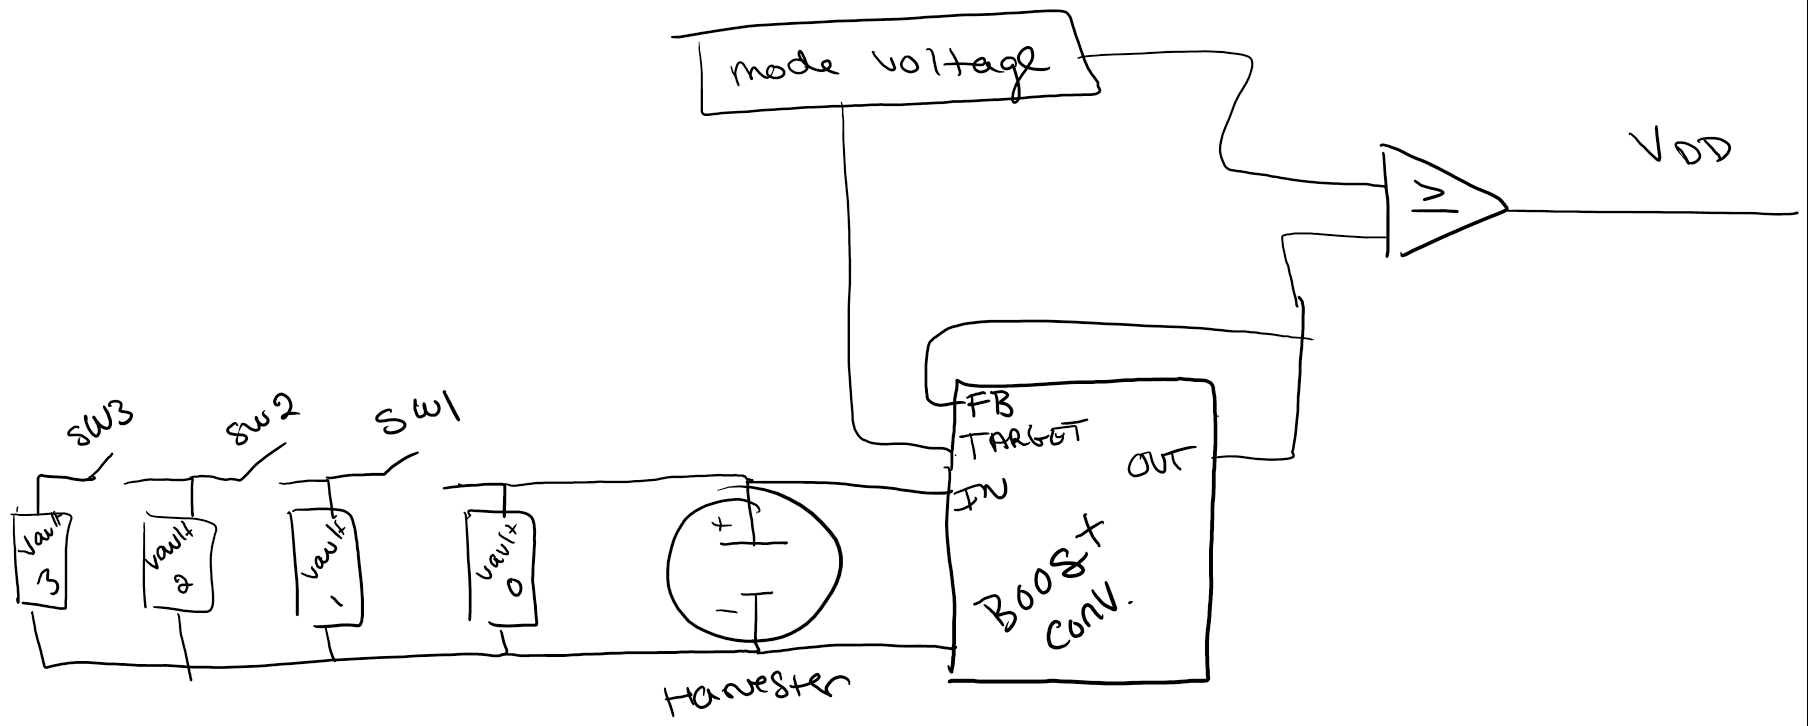 mode voltage
VDD
≥
SW3
SW2
SW1
FB
TARGET
OUT
IN
vault
3
vault
2
vault
1
vault
0
+
-
Boost
conv.
Harvester